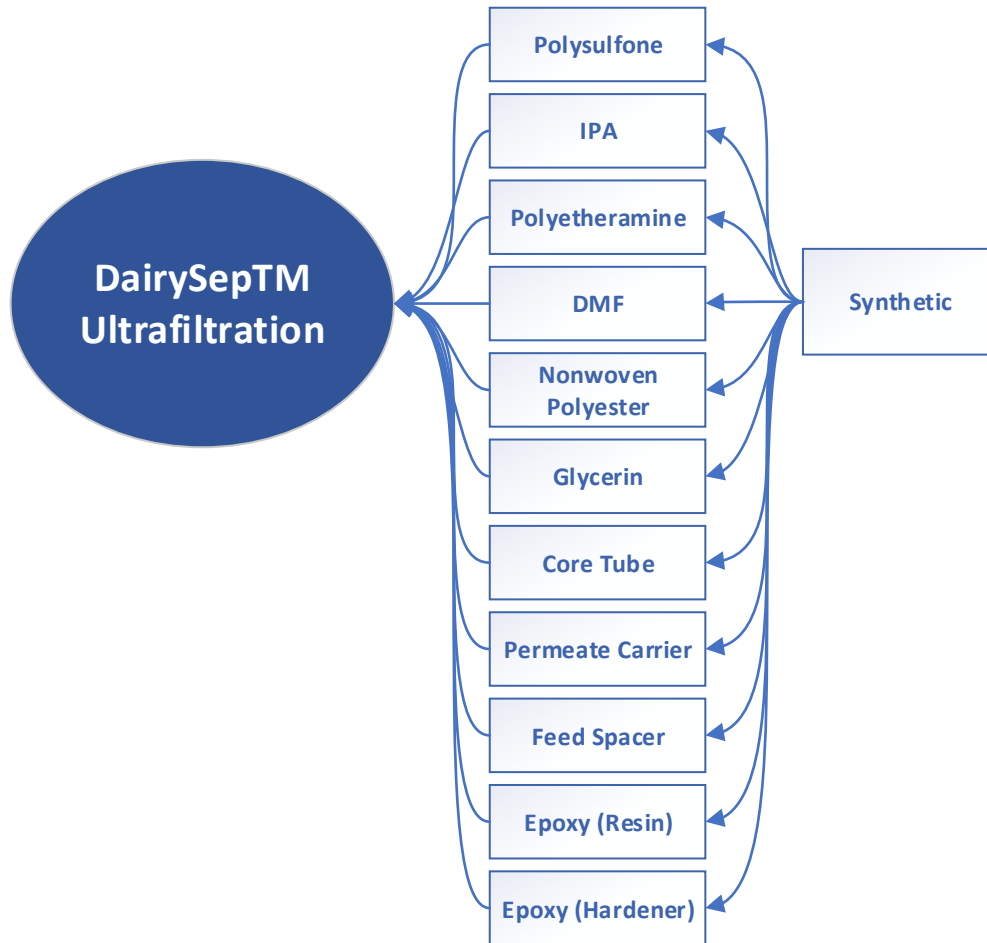 Polysulfone
IPA
Polyetheramine
DairySepTM
Ultrafiltration
DMF
Synthetic
Nonwoven
Polyester
Glycerin
Core Tube
Permeate Carrier
Feed Spacer
Epoxy (Resin)
Epoxy (Hardener)